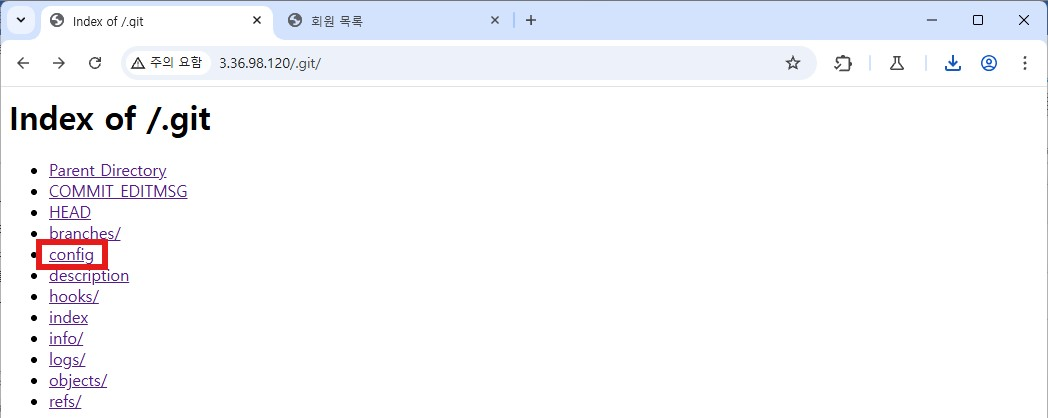 Index of /.git
회원 목록
주의 요함
3.36.98.120/.git/
Index of /.git
Parent Directory
COMMIT_EDITMSG
HEAD
branches/
config
description
hooks/
index
info/
logs/
objects/
refs/